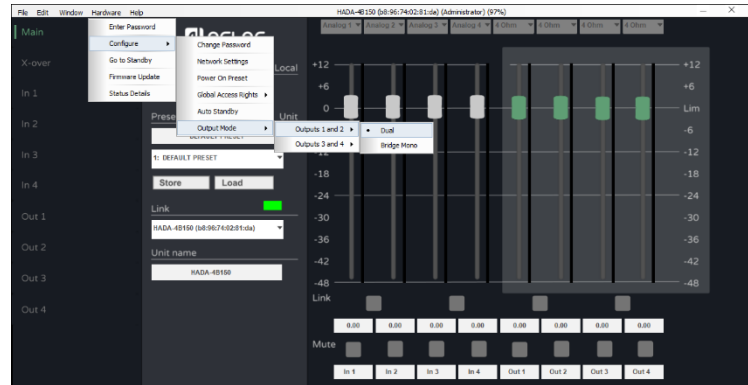 File Edit Window Hardware Help
HADA-4B150 (b8:96:74:02:81:da) (Administrator) (97%)
Enter Password
Configure
Go to Standby
Firmware Update
Status Details
Change Password
Network Settings
Power On Preset
Global Access Rights
Auto Standby
Output Mode
Outputs 1 and 2
Outputs 3 and 4
Dual
Bridge Mono
Main
X-over
In 1
In 2
In 3
In 4
Out 1
Out 2
Out 3
Out 4
Local
Unit
DEFAULT PRESET
1: DEFAULT PRESET
Store Load
Link
HADA-4B150 (b8:96:74:02:81:da)
Unit name
HADA-4B150
Analog 1 Analog 2 Analog 3 Analog 4 4 Ohm 4 Ohm 4 Ohm 4 Ohm
+12 +12
+6 +6
0 Lim
-6
-12 -12
-18 -18
-24 -24
-30 -30
-36 -36
-42 -42
-48 -48
Link
0.00 0.00 0.00 0.00 0.00 0.00 0.00 0.00
Mute
In 1 In 2 In 3 In 4 Out 1 Out 2 Out 3 Out 4